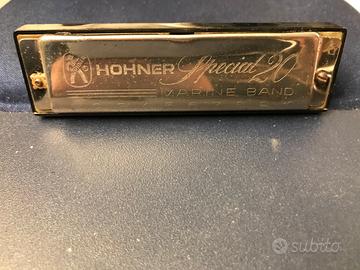 HOHNER Special 20
MARINE BAND
subito